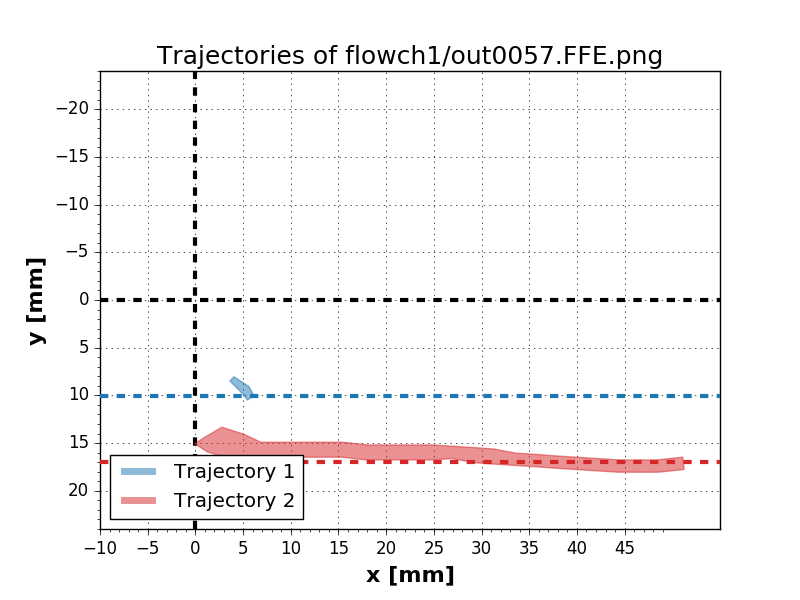 Trajectories of flowch1/out0057.FFE.png
y [mm]
−20
−15
−10
−5
0
5
10
15
20
Trajectory 1
Trajectory 2
−10 −5 0 5 10 15 20 25 30 35 40 45
x [mm]